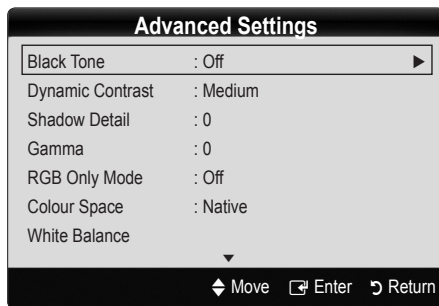 Advanced Settings
Black Tone : Off ►
Dynamic Contrast : Medium
Shadow Detail : 0
Gamma : 0
RGB Only Mode : Off
Colour Space : Native
White Balance
▼
Move Enter Return